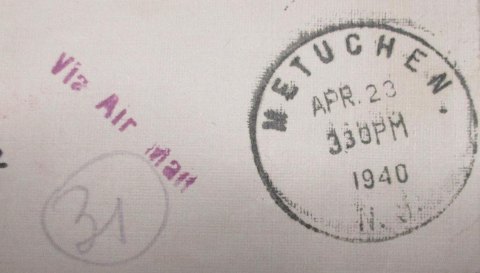 Via Air Mail
METUCHEN.
APR. 23
330PM
1940
N. J.
31